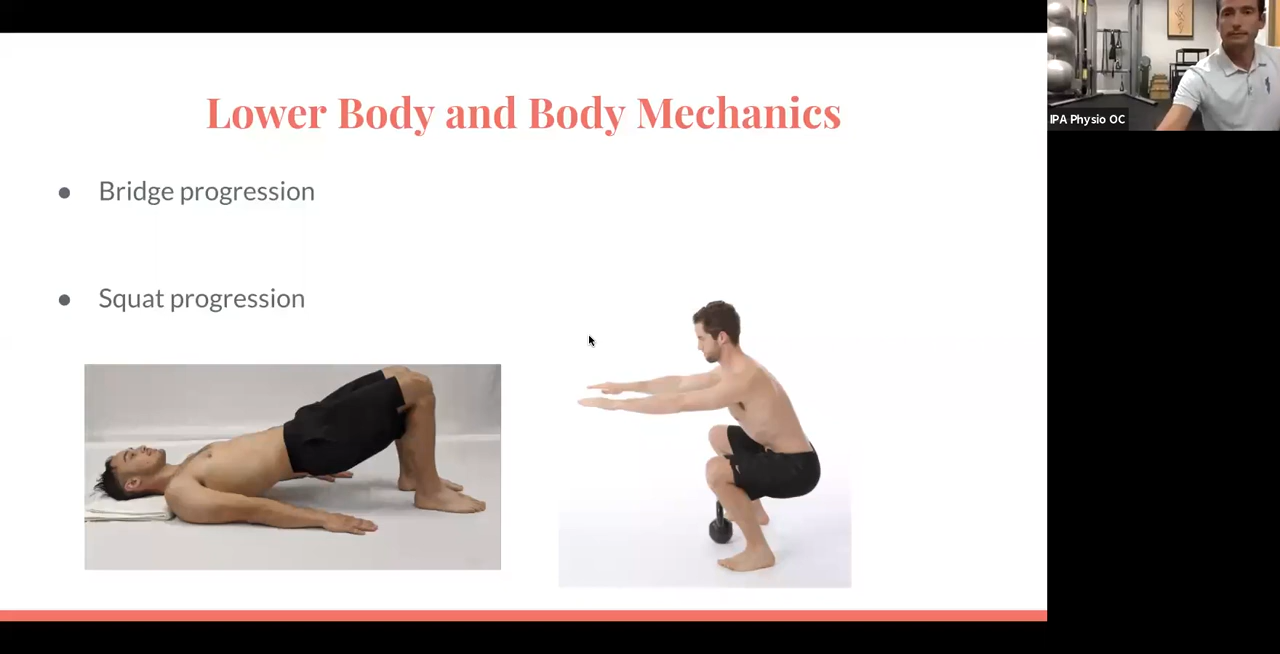 Lower Body and Body Mechanics
IPA Physio OC
● Bridge progression
● Squat progression